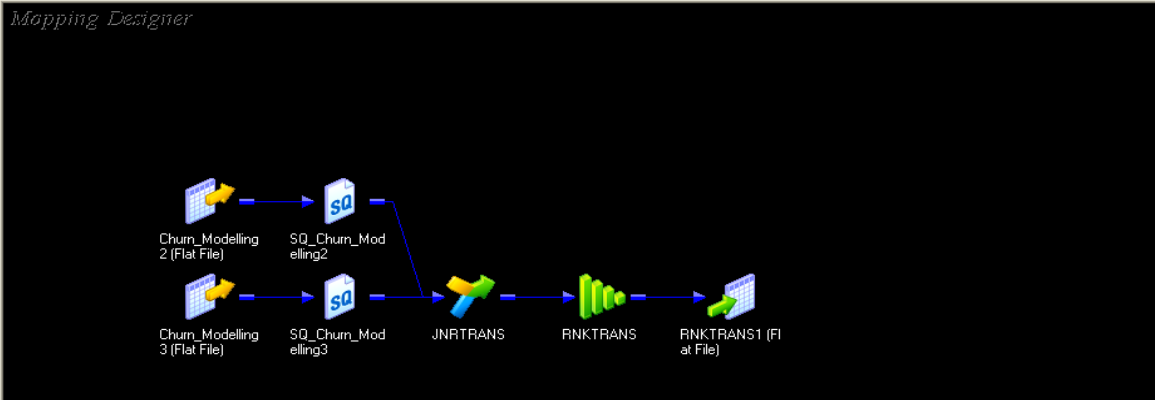 Mapping Designer
Churn_Modelling
2 (Flat File)
SQ_Churn_Mod
elling2
Churn_Modelling
3 (Flat File)
SQ_Churn_Mod
elling3
JNRTRANS
RNKTRANS
RNKTRANS1 (Fl
at File)
SQ
SQ